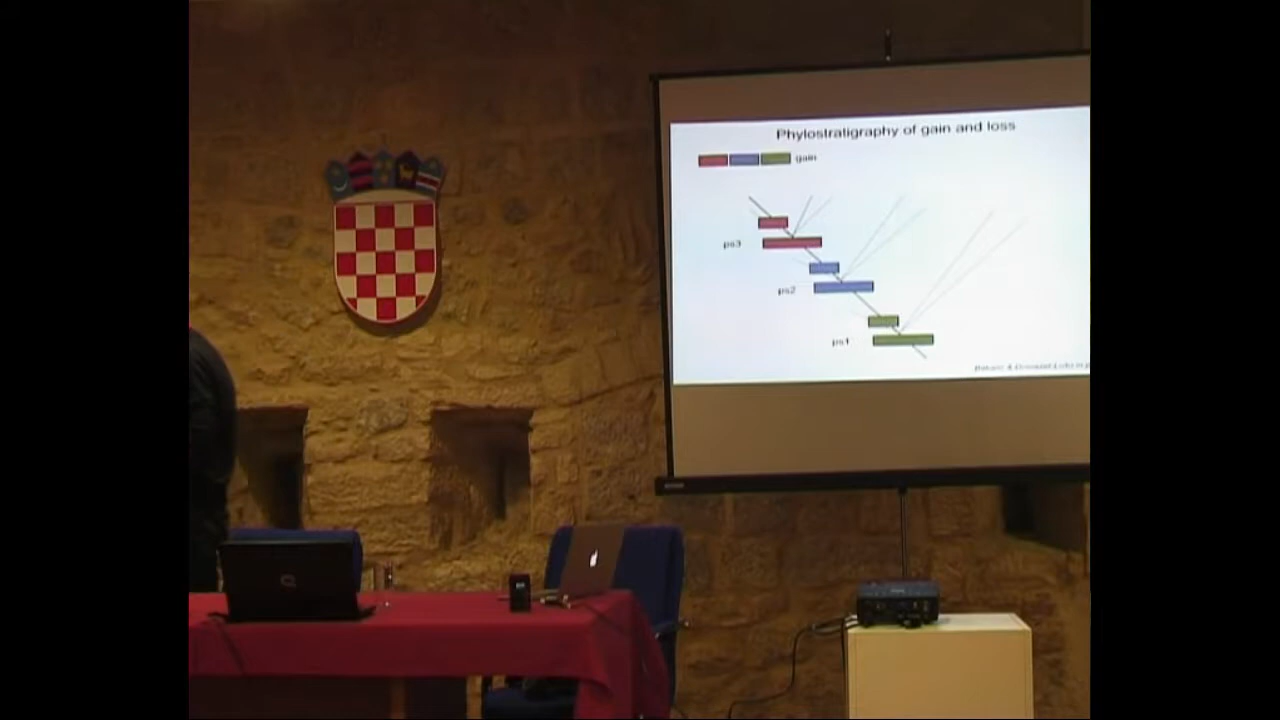 Phylostratigraphy of gain and loss
gain
ps3
ps2
ps1